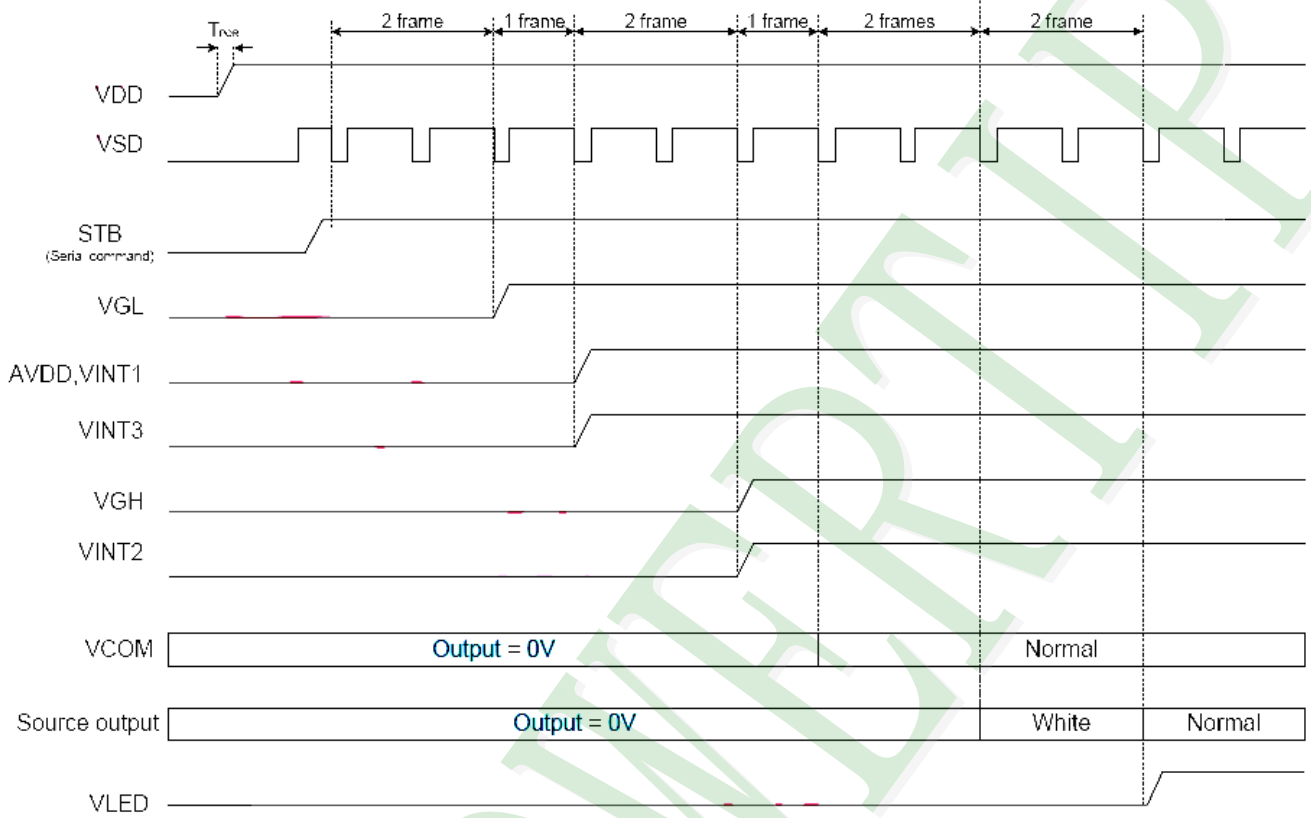 2 frame 1 frame 2 frame 1 frame 2 frames 2 frame
TPOR
VDD
VSD
STB
(Seria command)
VGL
AVDD,VINT1
VINT3
VGH
VINT2
VCOM Output = 0V Normal
Source output Output = 0V White Normal
VLED